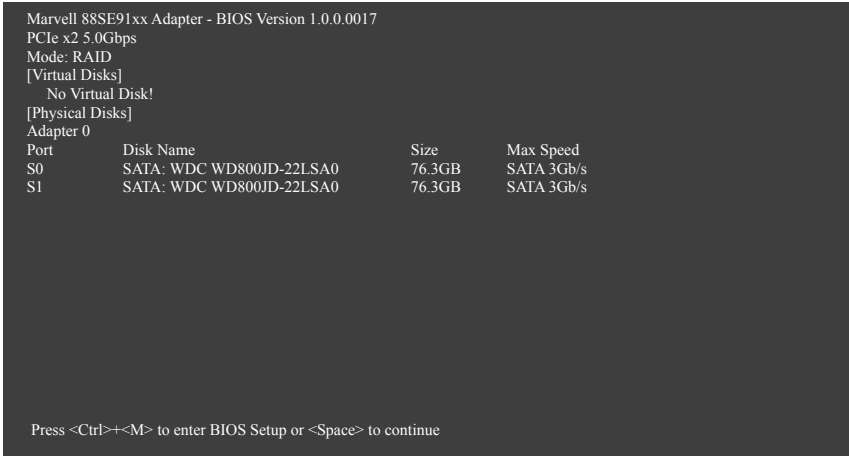 Marvell 88SE91xx Adapter - BIOS Version 1.0.0.0017
PCIe x2 5.0Gbps
Mode: RAID
[Virtual Disks]
No Virtual Disk!
[Physical Disks]
Adapter 0
Port Disk Name Size Max Speed
S0 SATA: WDC WD800JD-22LSA0 76.3GB SATA 3Gb/s
S1 SATA: WDC WD800JD-22LSA0 76.3GB SATA 3Gb/s
Press <Ctrl>+<M> to enter BIOS Setup or <Space> to continue